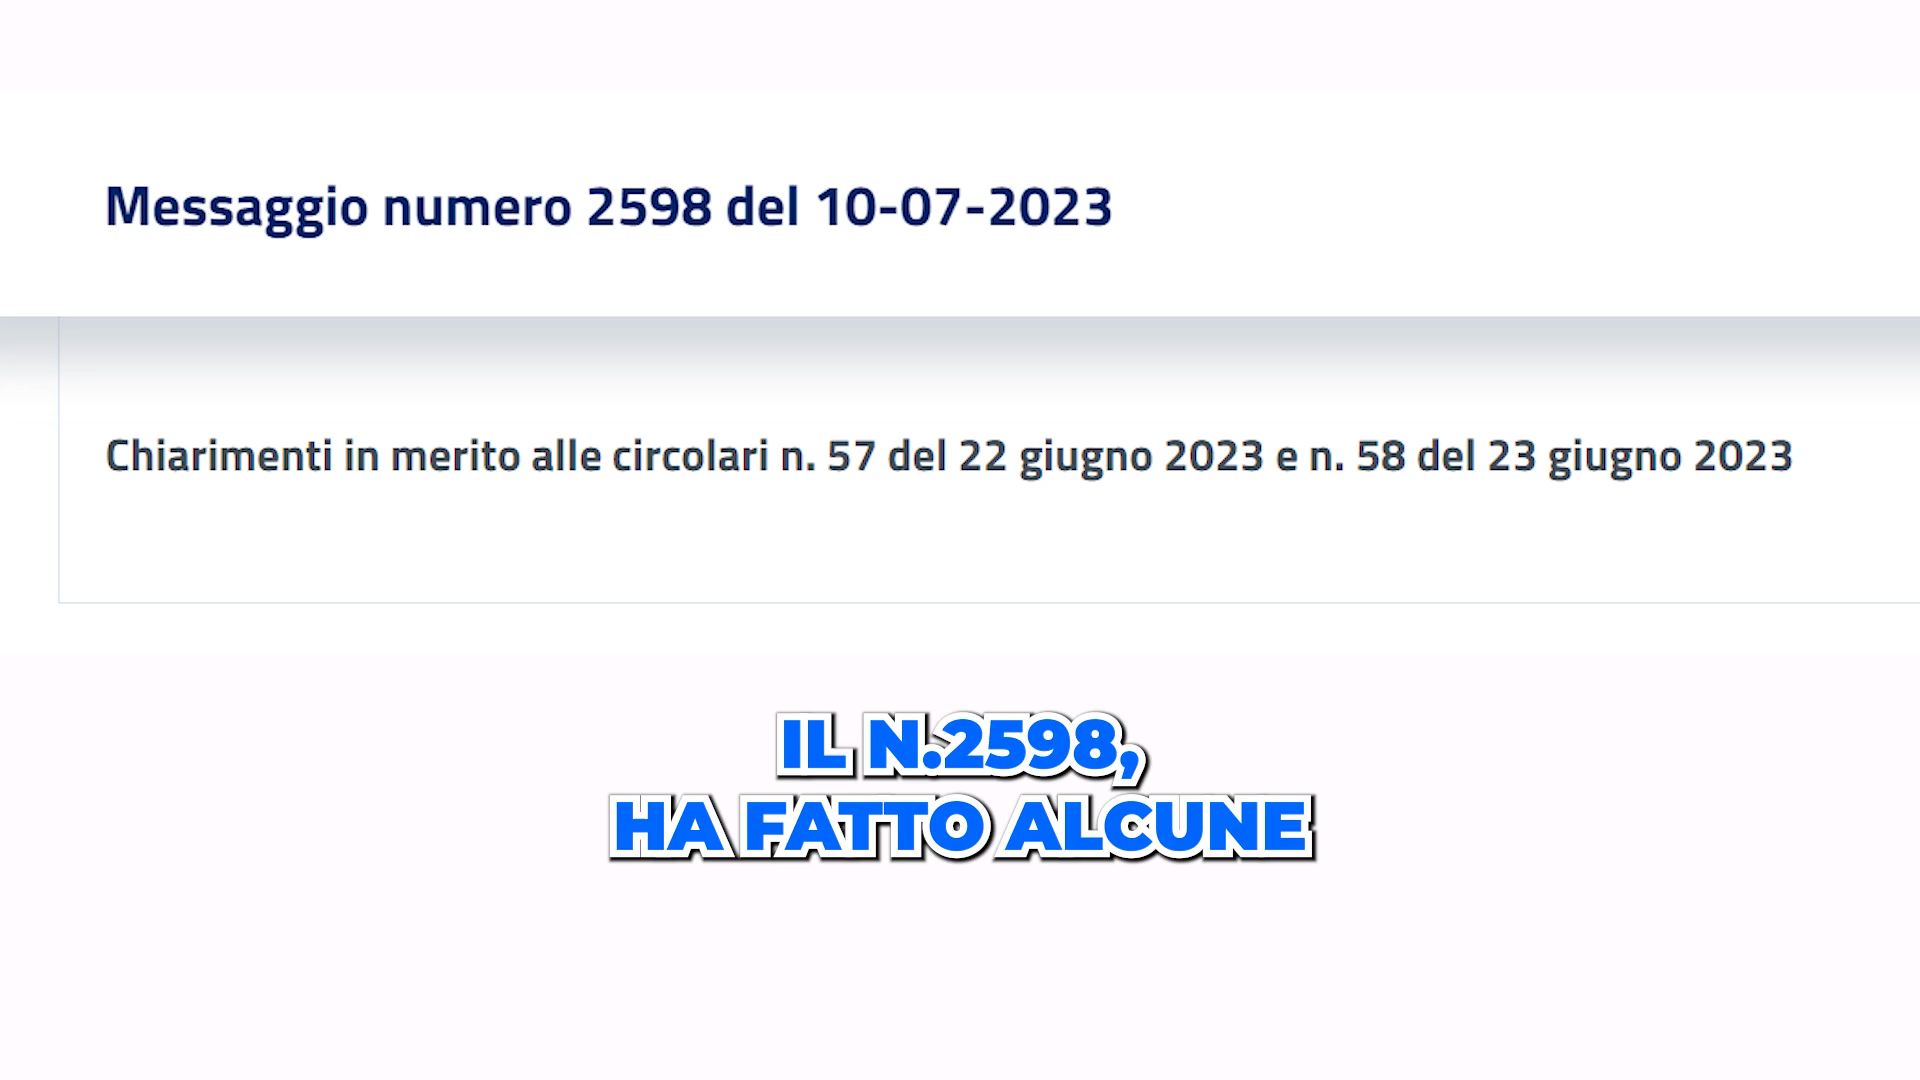 Messaggio numero 2598 del 10-07-2023
Chiarimenti in merito alle circolari n. 57 del 22 giugno 2023 e n. 58 del 23 giugno 2023
IL N.2598,
HA FATTO ALCUNE